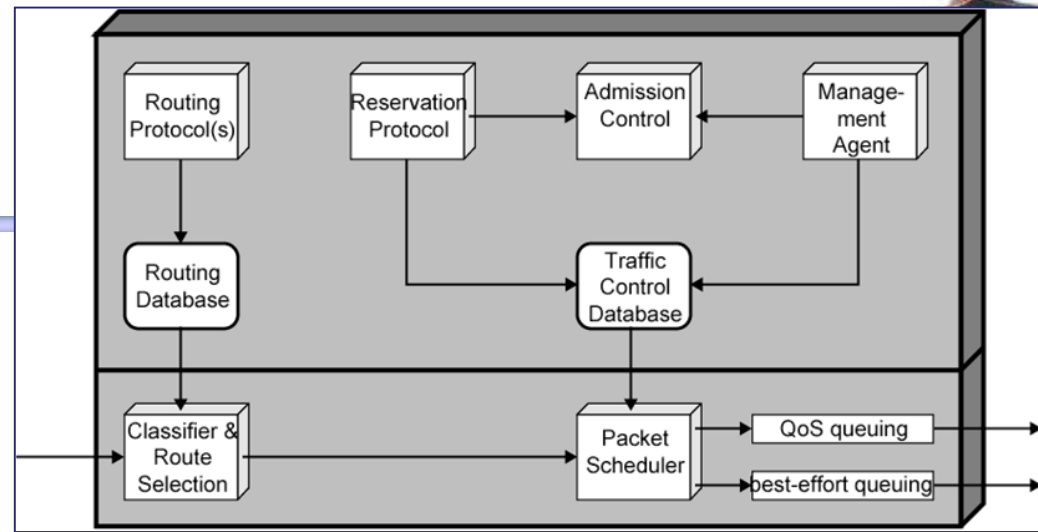 Routing
Protocol(s)
Reservation
Protocol
Admission
Control
Manage-
ment
Agent
Routing
Database
Traffic
Control
Database
Classifier &
Route
Selection
Packet
Scheduler
QoS queuing
best-effort queuing